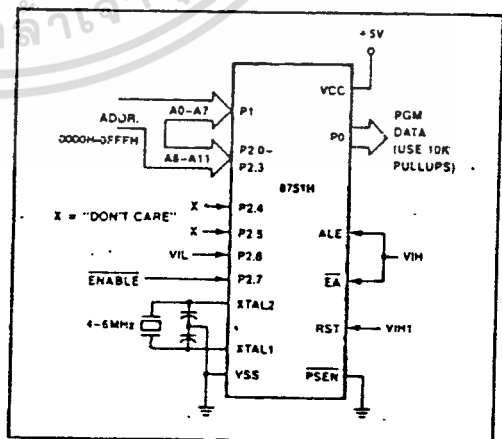 +5V
VCC
P1
A0-A7
ADDR.
0000H-0FFFH
P2.0-
P2.3
A8-A11
P0
PGM
DATA
(USE 10K
PULLUPS)
8751H
X = "DON'T CARE"
X
P2.4
X
P2.5
VIL
P2.6
ENABLE
P2.7
ALE
VIH
EA
4-6MHz
XTAL2
XTAL1
VSS
RST
VIH1
PSEN